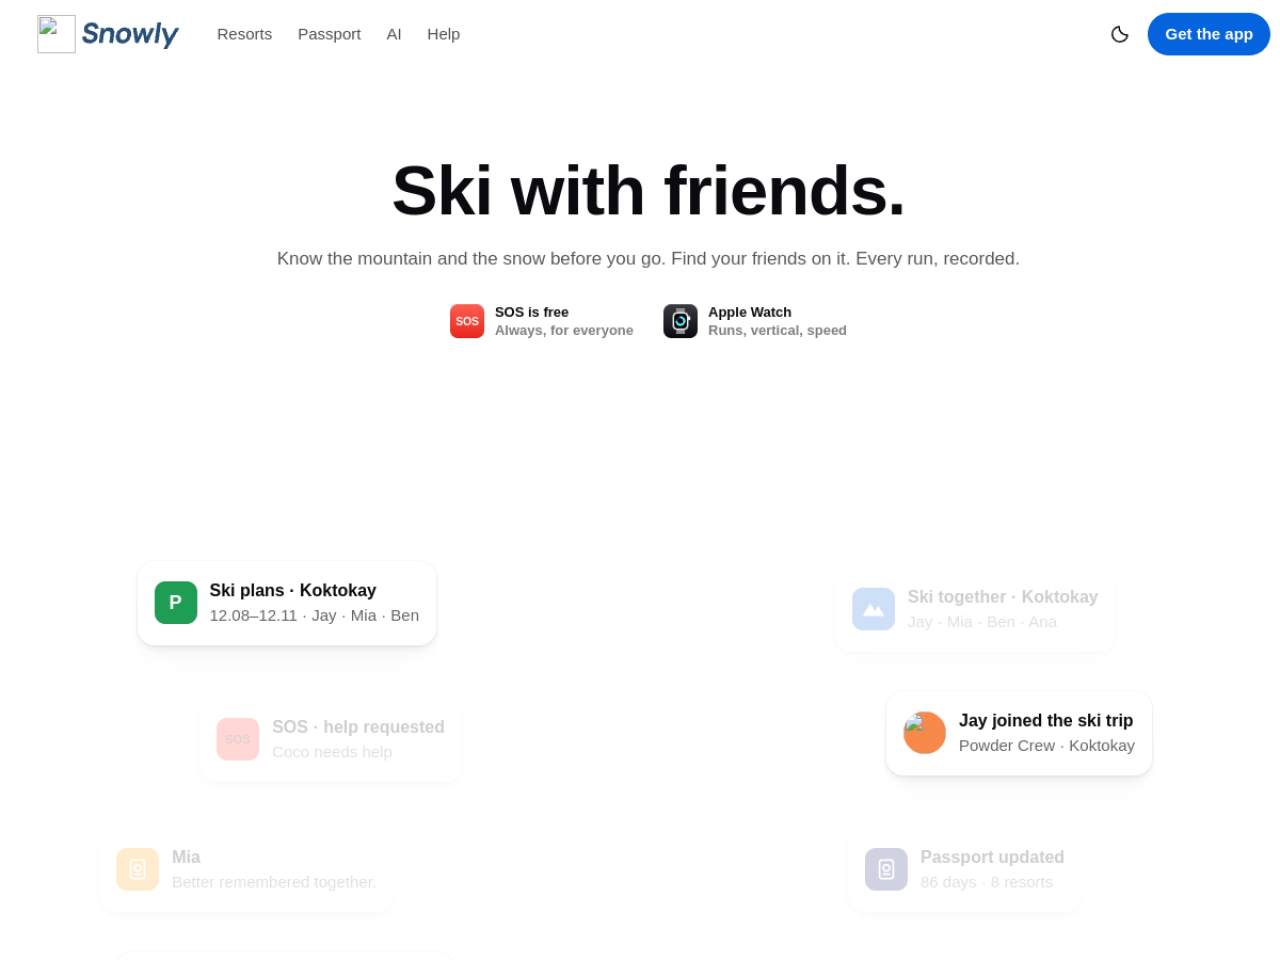 Snowly
Resorts
Passport
AI
Help
Get the app
Ski with friends.
Know the mountain and the snow before you go. Find your friends on it. Every run, recorded.
SOS
SOS is free
Always, for everyone
Apple Watch
Runs, vertical, speed
P
Ski plans · Koktokay
12.08–12.11 · Jay · Mia · Ben
Ski together · Koktokay
Jay · Mia · Ben · Ana
SOS
SOS · help requested
Coco needs help
Jay joined the ski trip
Powder Crew · Koktokay
Mia
Better remembered together.
Passport updated
86 days · 8 resorts